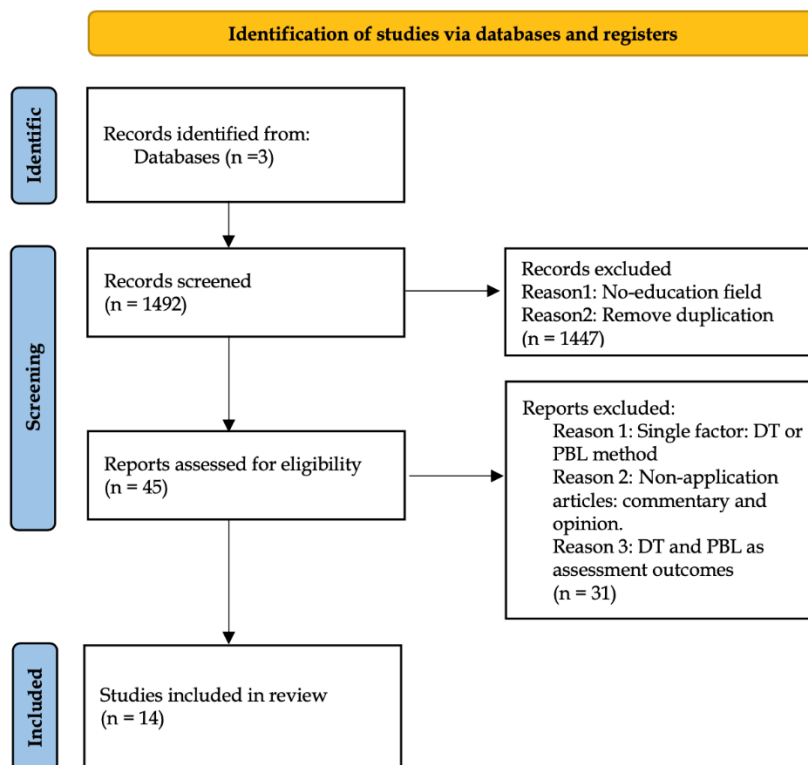 Identification of studies via databases and registers
Identific
Records identified from:
Databases (n =3)
Screening
Records screened
(n = 1492)
Records excluded
Reason1: No-education field
Reason2: Remove duplication
(n = 1447)
Reports assessed for eligibility
(n = 45)
Reports excluded:
Reason 1: Single factor: DT or
PBL method
Reason 2: Non-application
articles: commentary and
opinion.
Reason 3: DT and PBL as
assessment outcomes
(n = 31)
Included
Studies included in review
(n = 14)